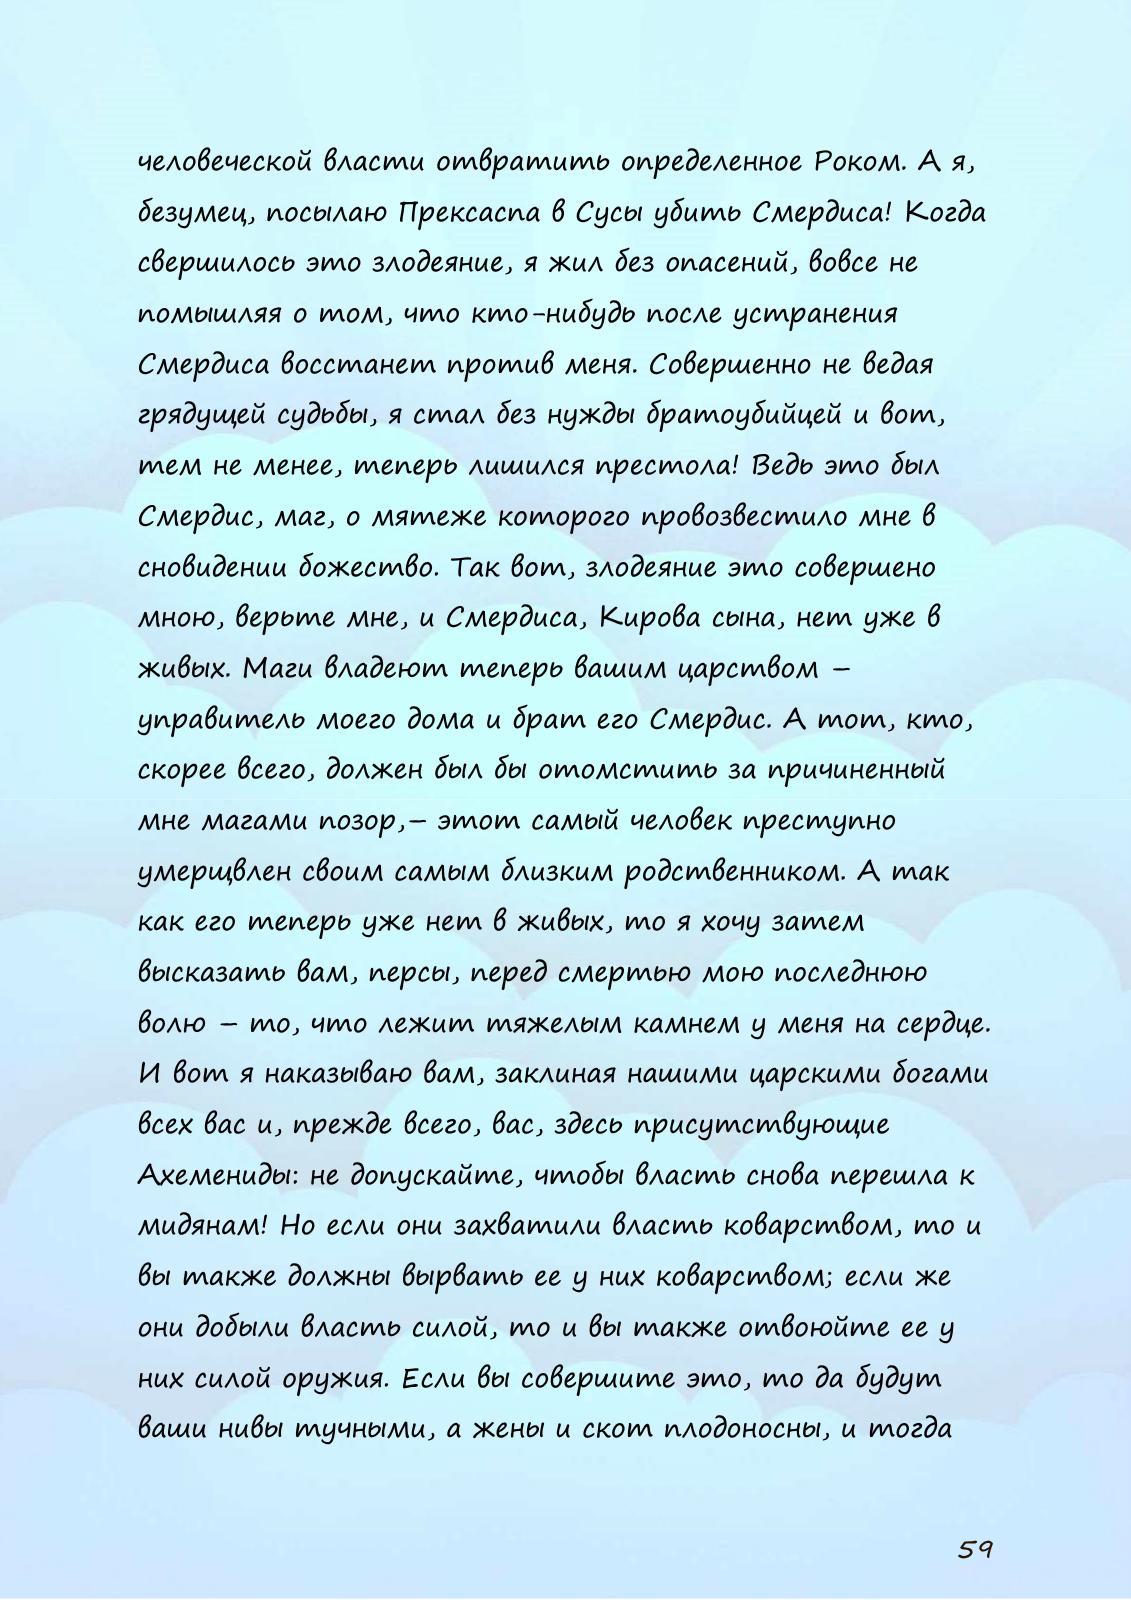 человеческой власти отвратить определенное Роком. А я,
безумец, посылаю Прексаспа в Сусы убить Смердиса! Когда
свершилось это злодеяние, я жил без опасений, вовсе не
помышляя о том, что кто-нибудь после устранения
Смердиса восстанет против меня. Совершенно не ведая
грядущей судьбы, я стал без нужды братоубийцей и вот,
тем не менее, теперь лишился престола! Ведь это был
Смердис, маг, о мятеже которого провозвестило мне в
сновидении божество. Так вот, злодеяние это совершено
мною, верьте мне, и Смердиса, Кирова сына, нет уже в
живых. Маги владеют теперь вашим царством –
управитель моего дома и брат его Смердис. А тот, кто,
скорее всего, должен был бы отомстить за причиненный
мне магами позор,– этот самый человек преступно
умерщвлен своим самым близким родственником. А так
как его теперь уже нет в живых, то я хочу затем
высказать вам, персы, перед смертью мою последнюю
волю – то, что лежит тяжелым камнем у меня на сердце.
И вот я наказываю вам, заклиная нашими царскими богами
всех вас и, прежде всего, вас, здесь присутствующие
Ахемениды: не допускайте, чтобы власть снова перешла к
мидянам! Но если они захватили власть коварством, то и
вы также должны вырвать ее у них коварством; если же
они добыли власть силой, то и вы также отвоюйте ее у
них силой оружия. Если вы совершите это, то да будут
ваши нивы тучными, а жены и скот плодоносны, и тогда
59